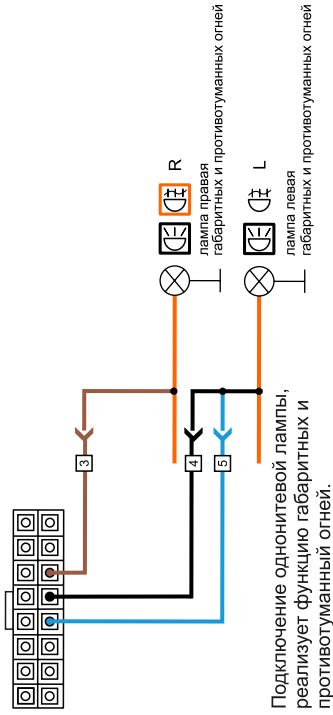 3
R
лампа правая
габаритных и противотуманных огней
4
5
L
лампа левая
габаритных и противотуманных огней
Подключение однонитевой лампы,
реализует функцию габаритных и
противотуманный огней.